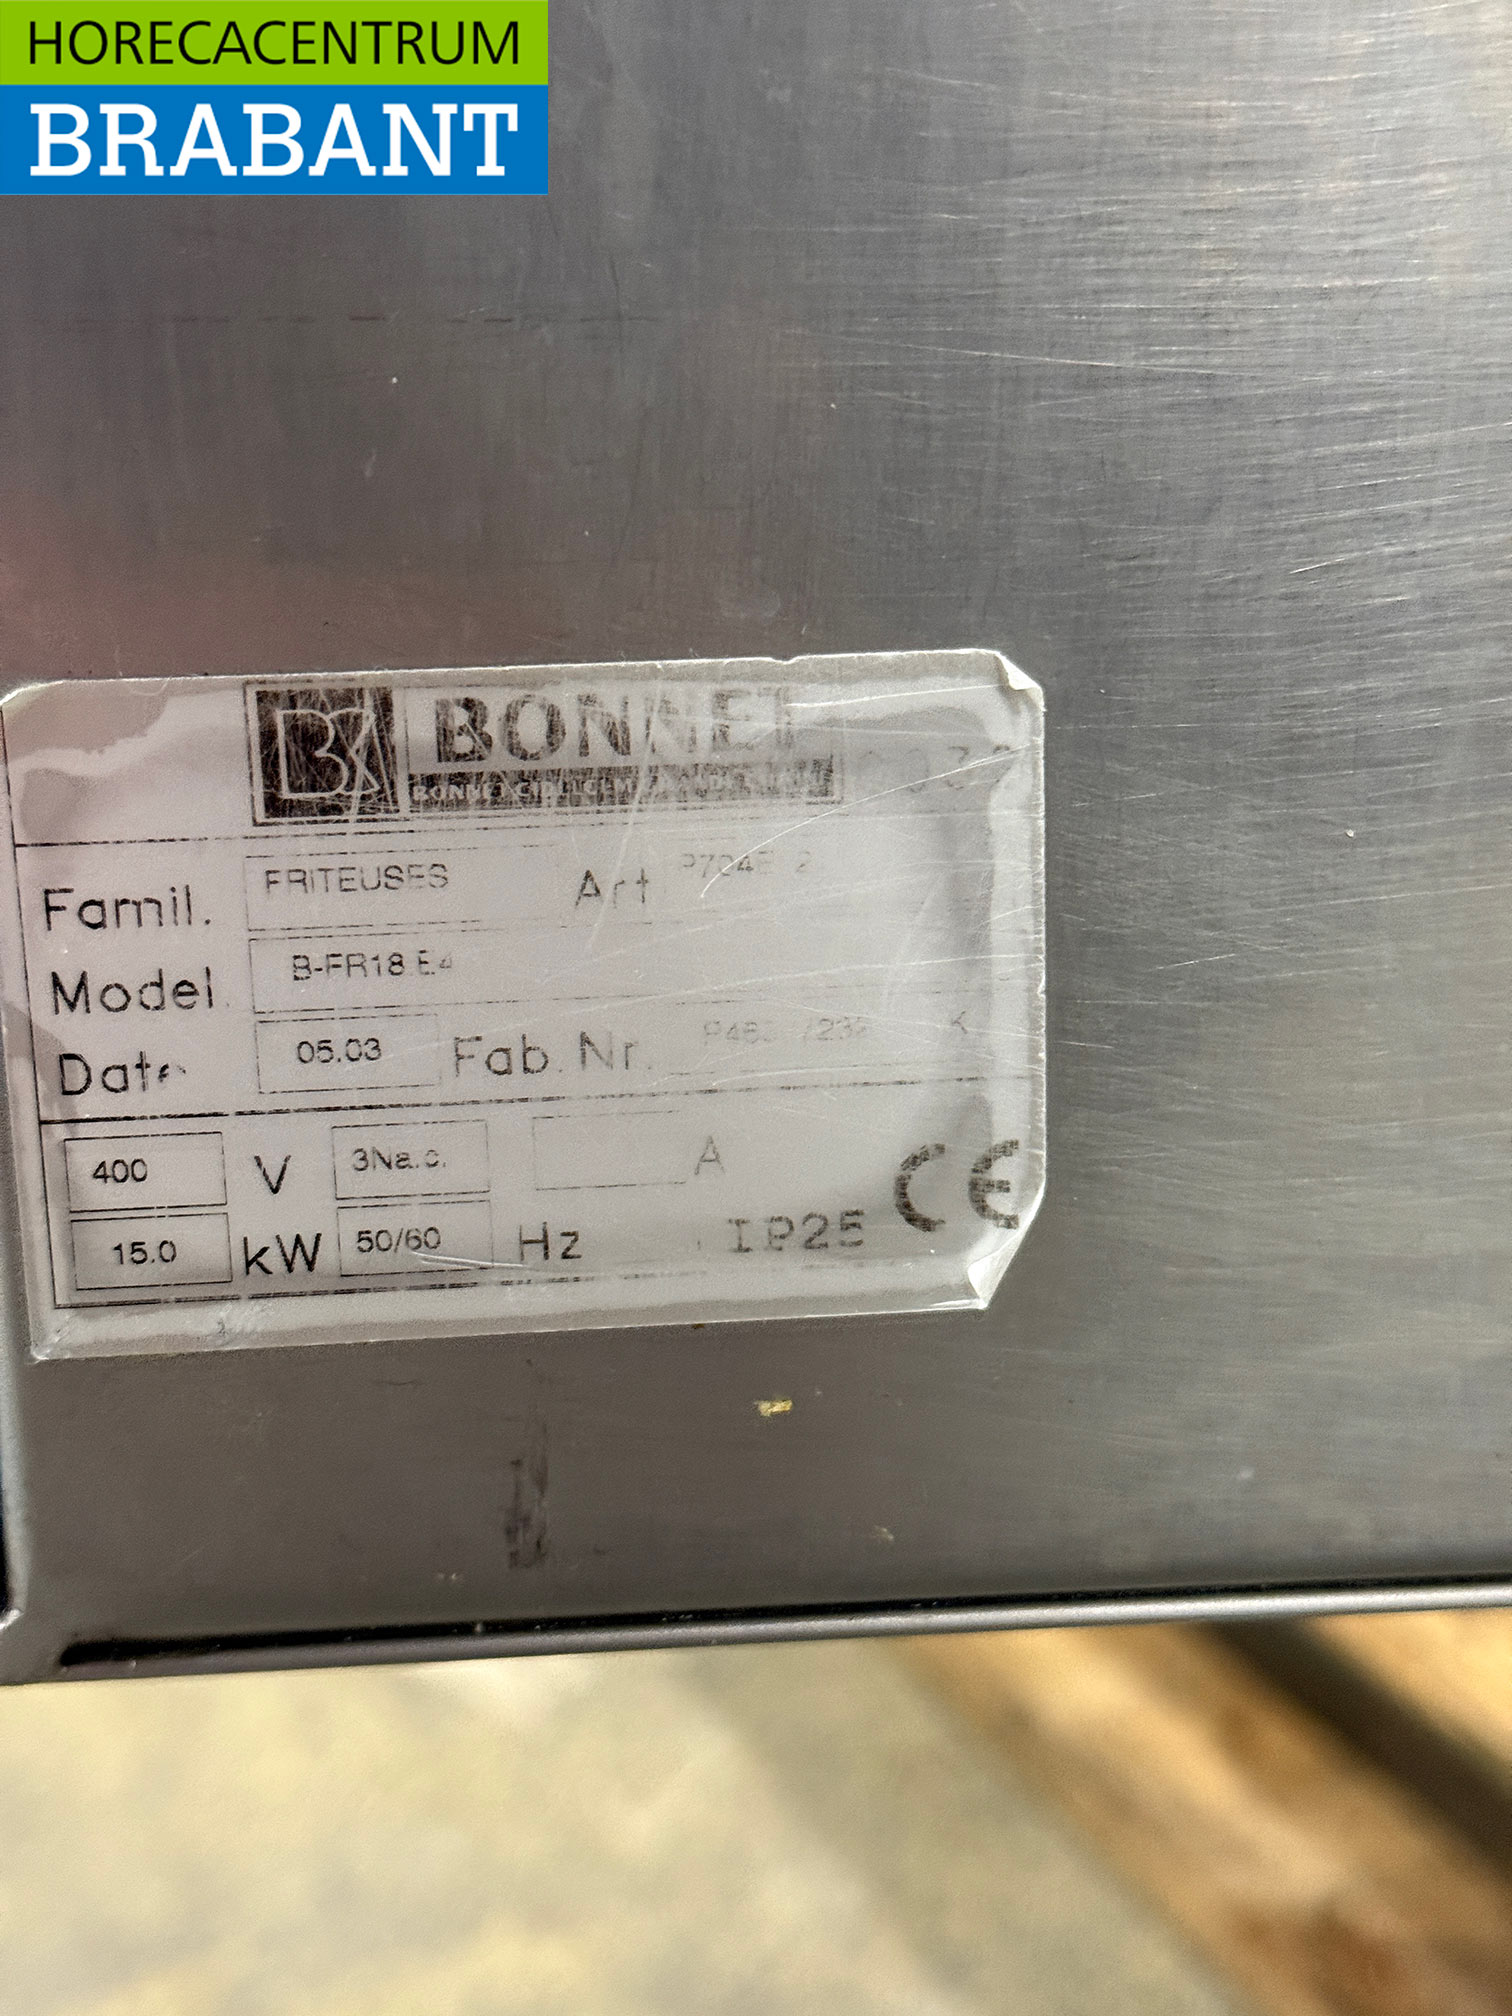 HORECACENTRUM
BRABANT
BONNET
Famil. FRITEUSES Art
Model. B-FR18.E4
Date 05.03 Fab. Nr.
400 V 3Na.c. A CE
15.0 kW 50/60 Hz IP25